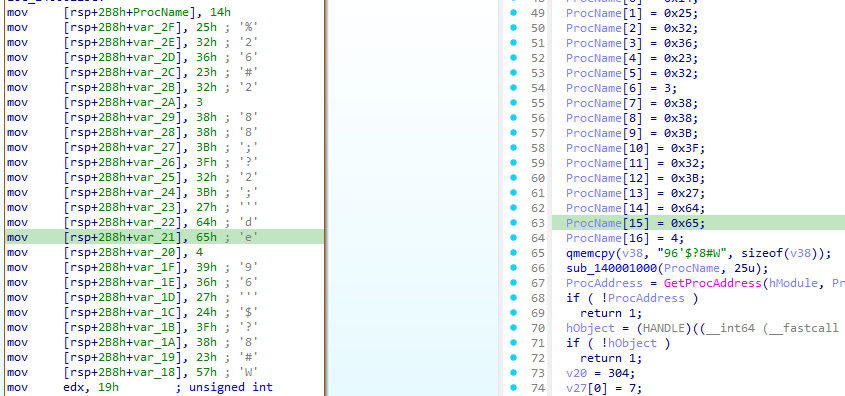 mov [rsp+2B8h+ProcName], 14h
mov [rsp+2B8h+var_2F], 25h ; '%'
mov [rsp+2B8h+var_2E], 32h ; '2'
mov [rsp+2B8h+var_2D], 36h ; '6'
mov [rsp+2B8h+var_2C], 23h ; '#'
mov [rsp+2B8h+var_2B], 32h ; '2'
mov [rsp+2B8h+var_2A], 3
mov [rsp+2B8h+var_29], 38h ; '8'
mov [rsp+2B8h+var_28], 38h ; '8'
mov [rsp+2B8h+var_27], 3Bh ; ';'
mov [rsp+2B8h+var_26], 3Fh ; '?'
mov [rsp+2B8h+var_25], 32h ; '2'
mov [rsp+2B8h+var_24], 3Bh ; ';'
mov [rsp+2B8h+var_23], 27h ; '''
mov [rsp+2B8h+var_22], 64h ; 'd'
mov [rsp+2B8h+var_21], 65h ; 'e'
mov [rsp+2B8h+var_20], 4
mov [rsp+2B8h+var_1F], 39h ; '9'
mov [rsp+2B8h+var_1E], 36h ; '6'
mov [rsp+2B8h+var_1D], 27h ; '''
mov [rsp+2B8h+var_1C], 24h ; '$'
mov [rsp+2B8h+var_1B], 3Fh ; '?'
mov [rsp+2B8h+var_1A], 38h ; '8'
mov [rsp+2B8h+var_19], 23h ; '#'
mov [rsp+2B8h+var_18], 57h ; 'W'
mov edx, 19h ; unsigned int
49 ProcName[1] = 0x25;
50 ProcName[2] = 0x32;
51 ProcName[3] = 0x36;
52 ProcName[4] = 0x23;
53 ProcName[5] = 0x32;
54 ProcName[6] = 3;
55 ProcName[7] = 0x38;
56 ProcName[8] = 0x38;
57 ProcName[9] = 0x3B;
58 ProcName[10] = 0x3F;
59 ProcName[11] = 0x32;
60 ProcName[12] = 0x3B;
61 ProcName[13] = 0x27;
62 ProcName[14] = 0x64;
63 ProcName[15] = 0x65;
64 ProcName[16] = 4;
65 qmemcpy(v38, "96'$?8#W", sizeof(v38));
66 sub_140001000(ProcName, 25u);
67 ProcAddress = GetProcAddress(hModule, Pr
68 if ( !ProcAddress )
69 return 1;
70 hObject = (HANDLE)((__int64 (__fastcall
71 if ( !hObject )
72 return 1;
73 v20 = 304;
74 v27[0] = 7;